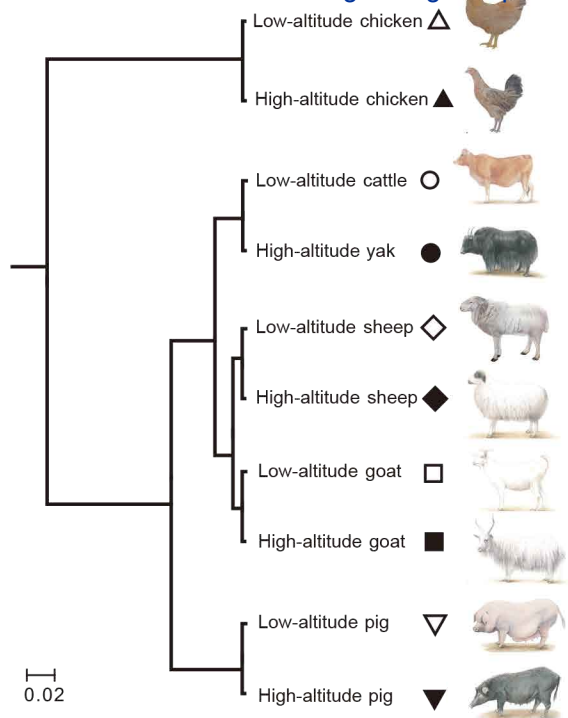 Low-altitude chicken
High-altitude chicken
Low-altitude cattle
High-altitude yak
Low-altitude sheep
High-altitude sheep
Low-altitude goat
High-altitude goat
Low-altitude pig
High-altitude pig
0.02